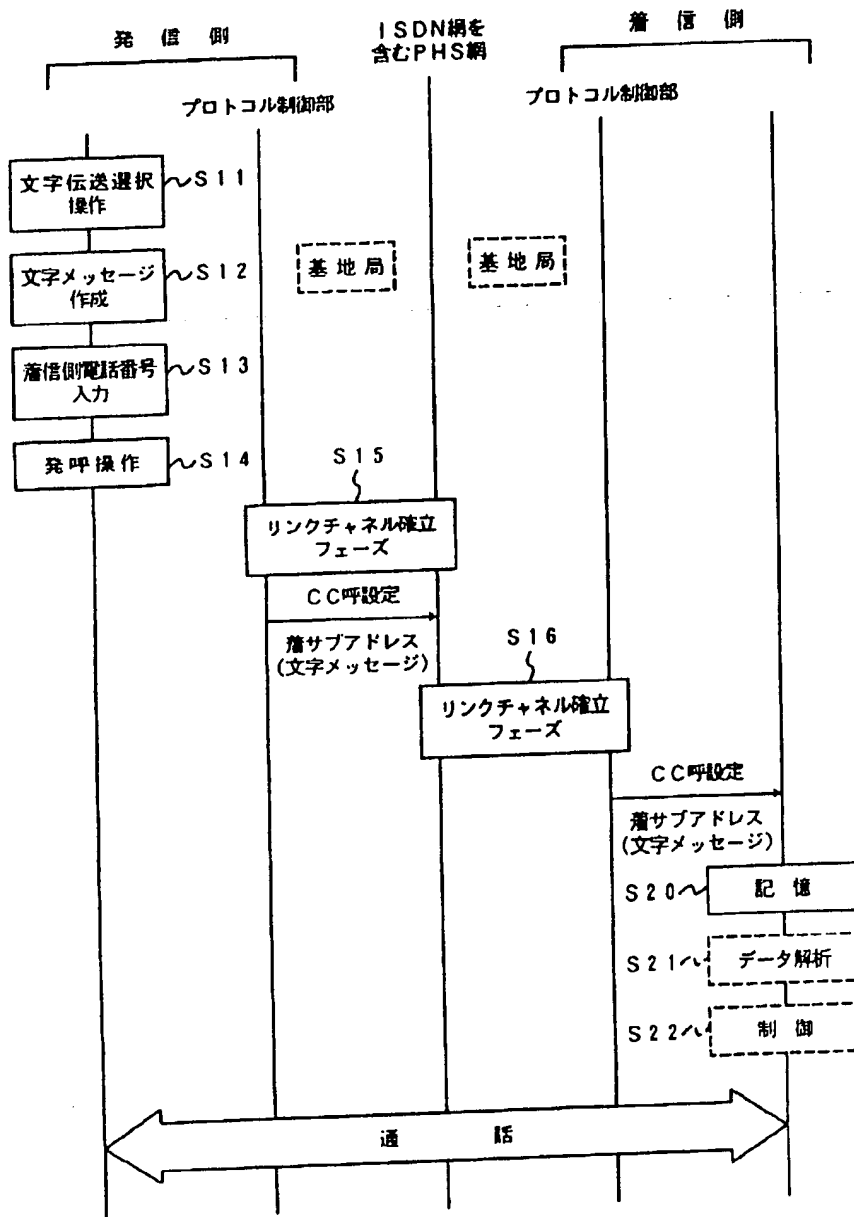 発信側
ISDN網を
含むPHS網
着信側
プロトコル制御部
プロトコル制御部
文字伝送選択
操作
S11
文字メッセージ
作成
S12
基地局
基地局
着信側電話番号
入力
S13
発呼操作
S14
S15
リンクチャネル確立
フェーズ
CC呼設定
着サブアドレス
(文字メッセージ)
S16
リンクチャネル確立
フェーズ
CC呼設定
着サブアドレス
(文字メッセージ)
S20
記憶
S21
データ解析
S22
制御
通話